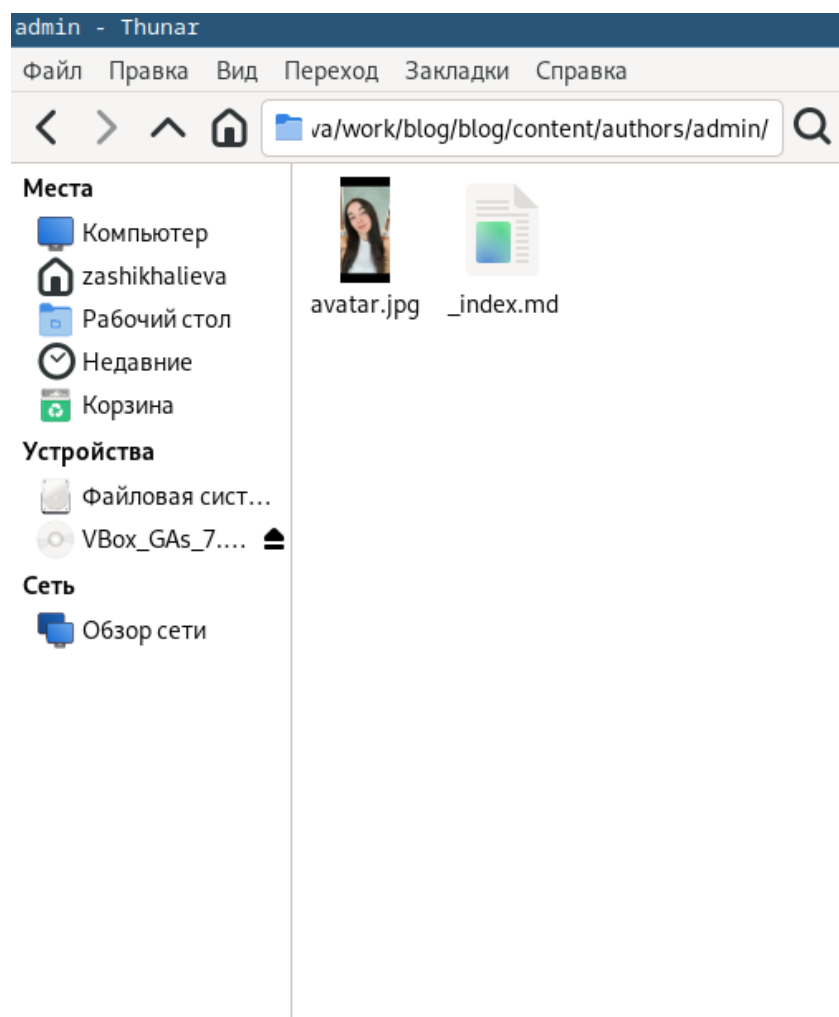 admin - Thunar
Файл Правка Вид Переход Закладки Справка
va/work/blog/blog/content/authors/admin/
Места
Компьютер
zashikhalieva
Рабочий стол
Недавние
Корзина
Устройства
Файловая сист...
VBox_GAs_7....
Сеть
Обзор сети
avatar.jpg
_index.md